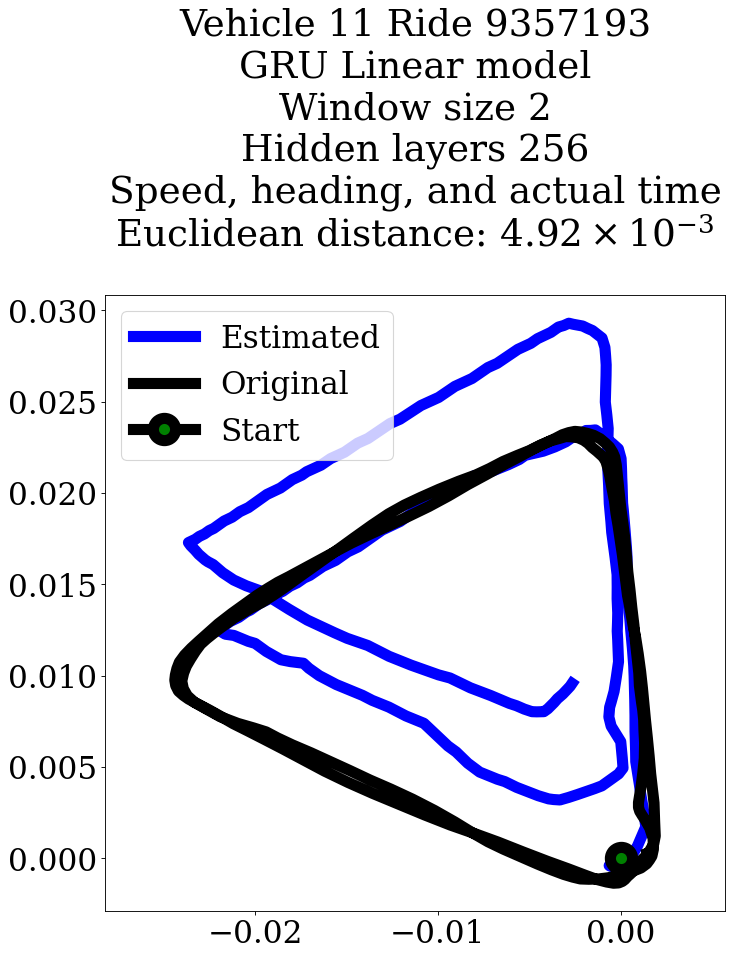 Vehicle 11 Ride 9357193
GRU Linear model
Window size 2
Hidden layers 256
Speed, heading, and actual time
Euclidean distance: 4.92 × 10⁻³
0.030
Estimated
0.025
Original
Start
0.020
0.015
0.010
0.005
0.000
−0.02 −0.01 0.00